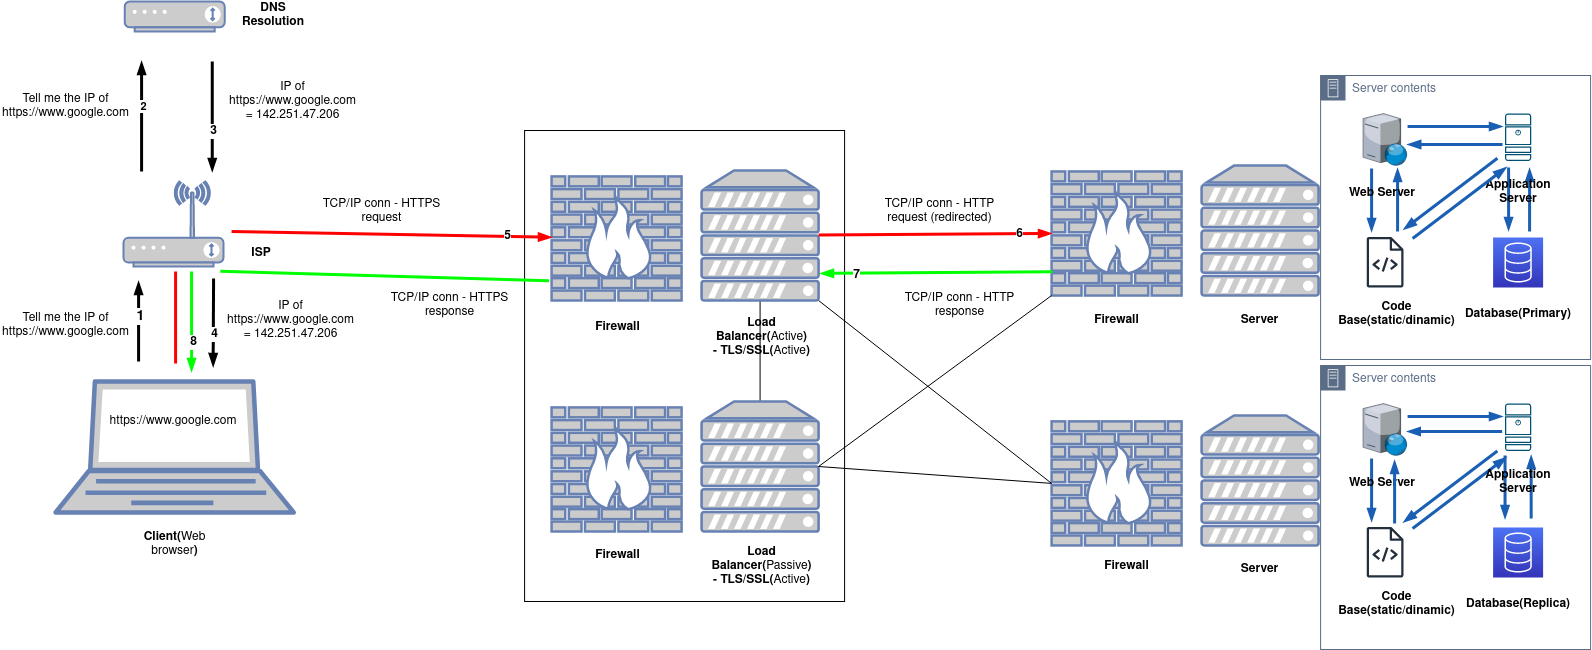 DNS
Resolution
Tell me the IP of
https://www.google.com
2
3
IP of
https://www.google.com
= 142.251.47.206
ISP
TCP/IP conn - HTTPS
request
5
TCP/IP conn - HTTPS
response
Tell me the IP of
https://www.google.com
1
8
4
IP of
https://www.google.com
= 142.251.47.206
https://www.google.com
Client(Web
browser)
Firewall
Load
Balancer(Active)
- TLS/SSL(Active)
Firewall
Load
Balancer(Passive)
- TLS/SSL(Active)
TCP/IP conn - HTTP
request (redirected)
6
7
TCP/IP conn - HTTP
response
Firewall
Server
Firewall
Server
Server contents
Web Server
Application
Server
Code
Base(static/dinamic)
Database(Primary)
Server contents
Web Server
Application
Server
Code
Base(static/dinamic)
Database(Replica)